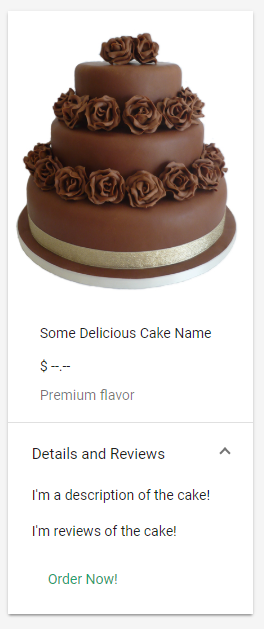 Some Delicious Cake Name
$ --.--
Premium flavor
Details and Reviews
I'm a description of the cake!
I'm reviews of the cake!
Order Now!